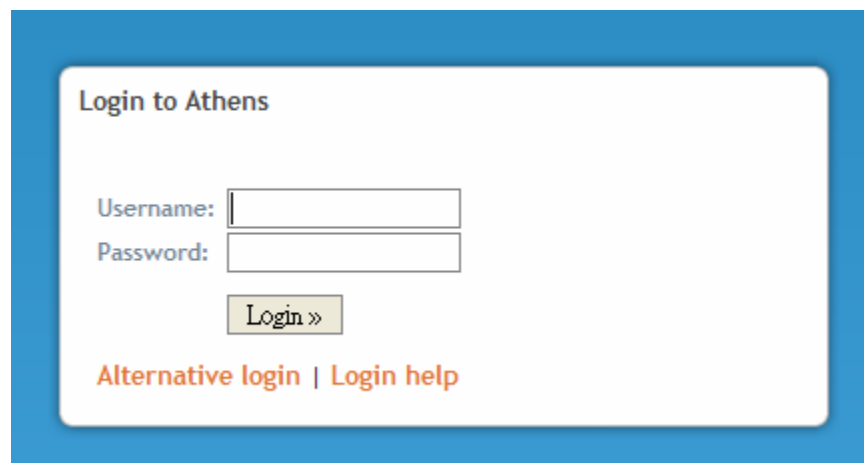 Login to Athens
Username:
Password:
Login »
Alternative login | Login help